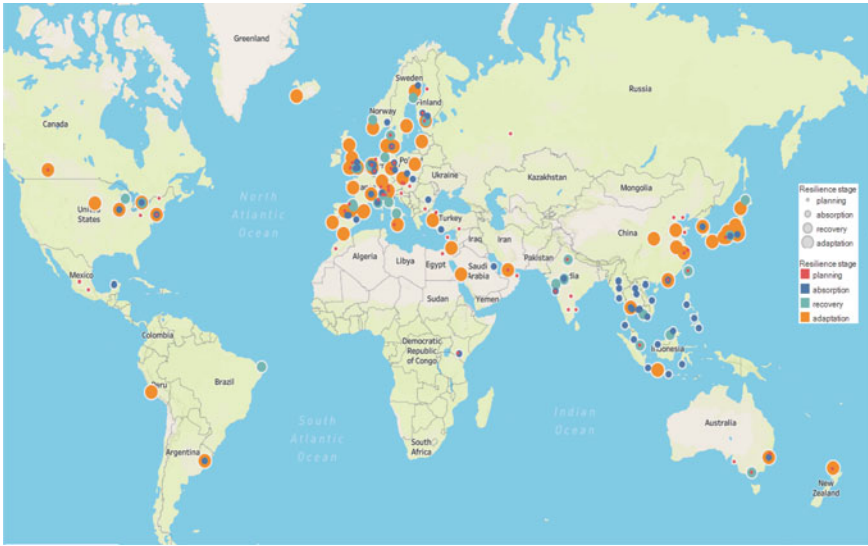 Greenland
Sweden
Finland
Norway
Russia
Canada
Ukraine
Kazakhstan
Mongolia
North
Atlantic
Ocean
United
States
Turkey
China
Iraq
Iran
Algeria
Libya
Egypt
Pakistan
Saudi
Arabia
Mexico
Sudan
Yemen
Colombia
Democratic
Republic
of Congo
Indonesia
Peru
Brazil
South
Atlantic
Ocean
Indian
Ocean
Australia
Argentina
South
Africa
New
Zealand
Resilience stage
planning
absorption
recovery
adaptation
Resilience stage
planning
absorption
recovery
adaptation